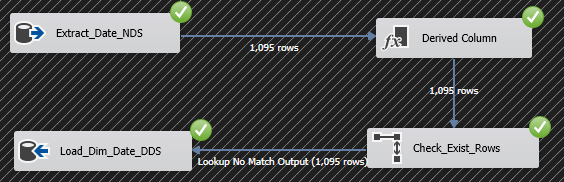 Extract_Date_NDS
1,095 rows
Derived Column
1,095 rows
Load_Dim_Date_DDS
Lookup No Match Output (1,095 rows)
Check_Exist_Rows